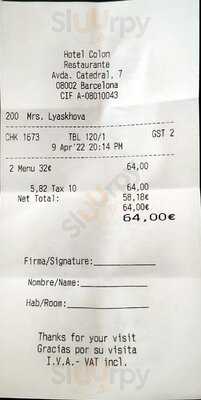 Hotel Colon
Restaurante
Avda. Catedral, 7
08002 Barcelona
CIF A-08010043
200 Mrs. Lyaskhova
CHK 1673 TBL 120/1 GST 2
9 Apr'22 20:14 PM
2 Menu 32€ 64,00
5,82 Tax 10 64,00
Net Total: 58,18€
64,00€
64,00€
Firma/Signature:
Nombre/Name:
Hab/Room:
Thanks for your visit
Gracias por su visita
I.V.A.- VAT incl.
Sluurpy
Sluurpy
Sluurpy